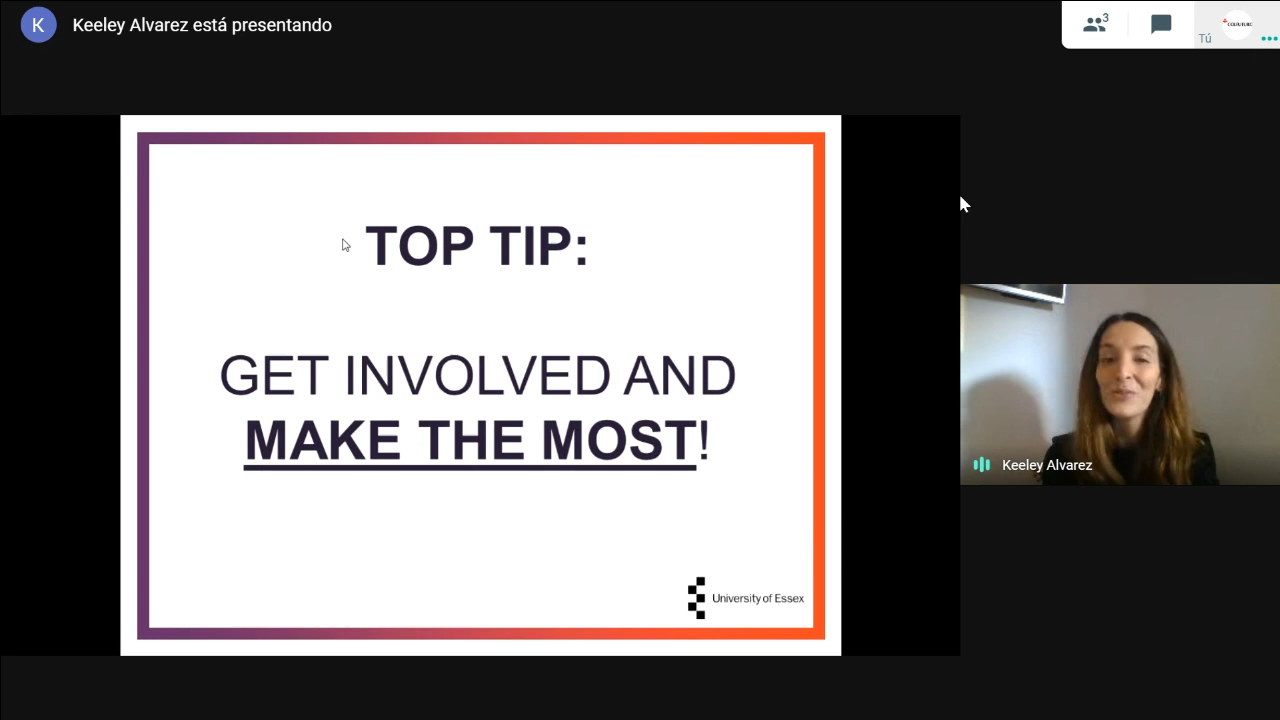 K
Keeley Alvarez está presentando
3
Tú
TOP TIP:
GET INVOLVED AND
MAKE THE MOST!
University of Essex
Keeley Alvarez